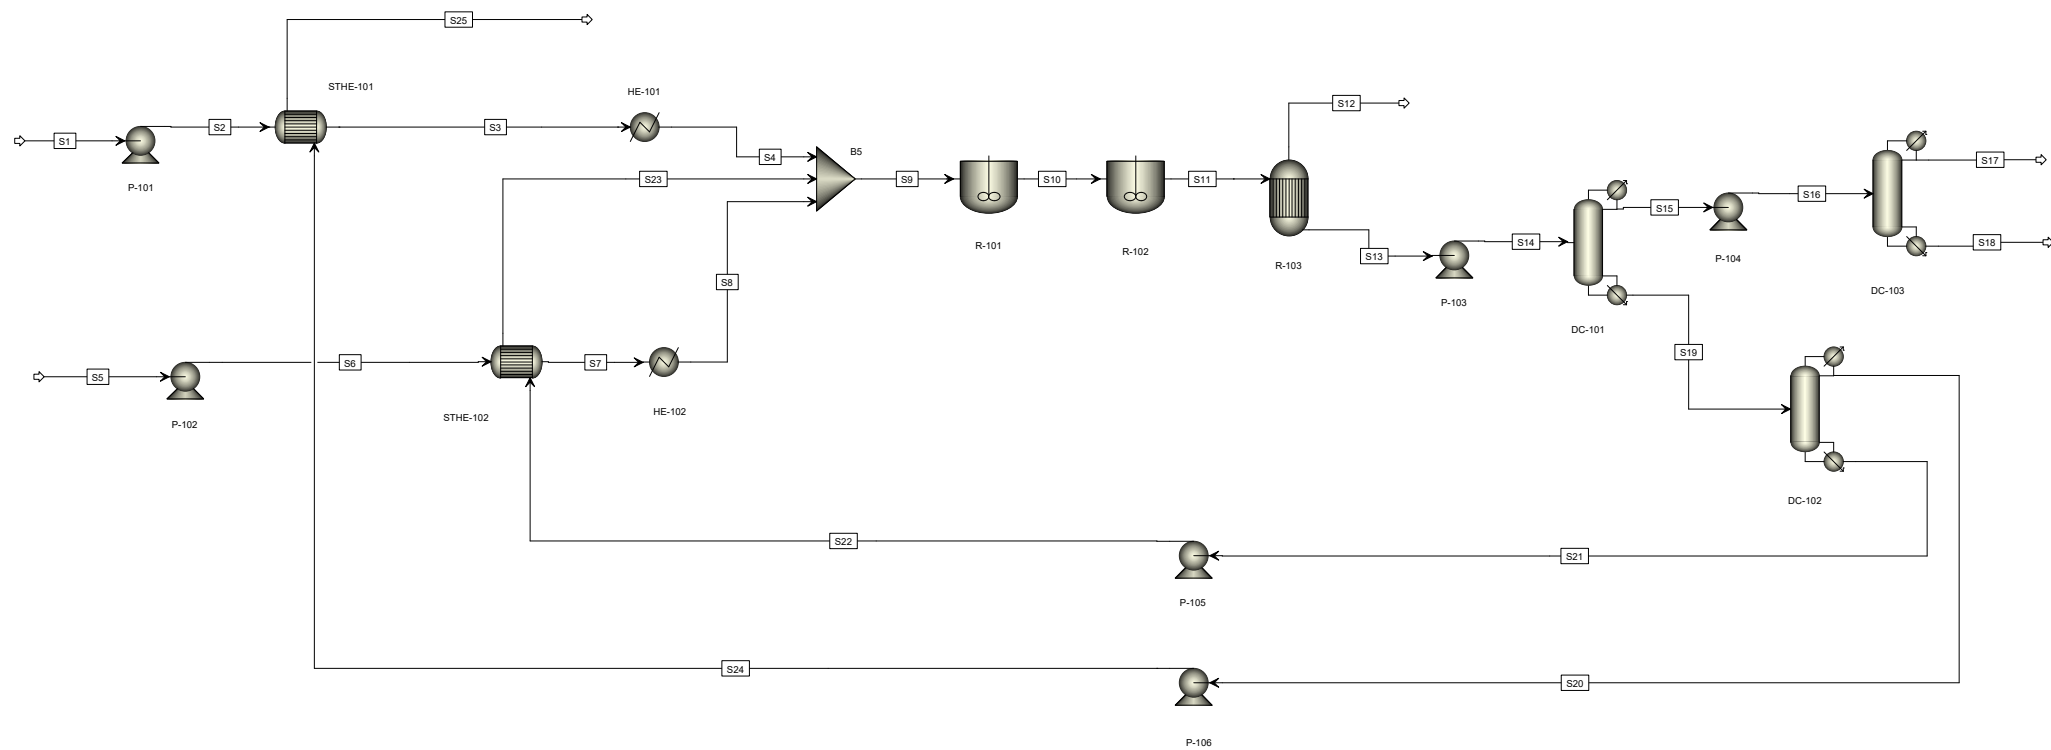 S25
STHE-101
HE-101
S12
S1
S2
S3
S4
B5
P-101
S23
S9
S10
S11
S17
S16
S15
S14
S18
R-101
R-102
R-103
S13
P-103
P-104
DC-103
S8
DC-101
S5
S6
S7
S19
P-102
STHE-102
HE-102
DC-102
S22
S21
P-105
S24
S20
P-106